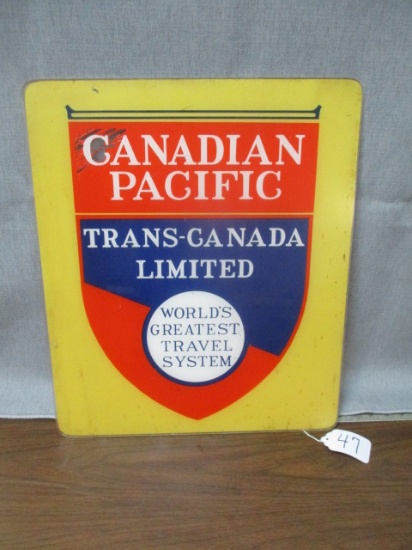 CANADIAN
PACIFIC
TRANS-CANADA
LIMITED
WORLD'S
GREATEST
TRAVEL
SYSTEM
47